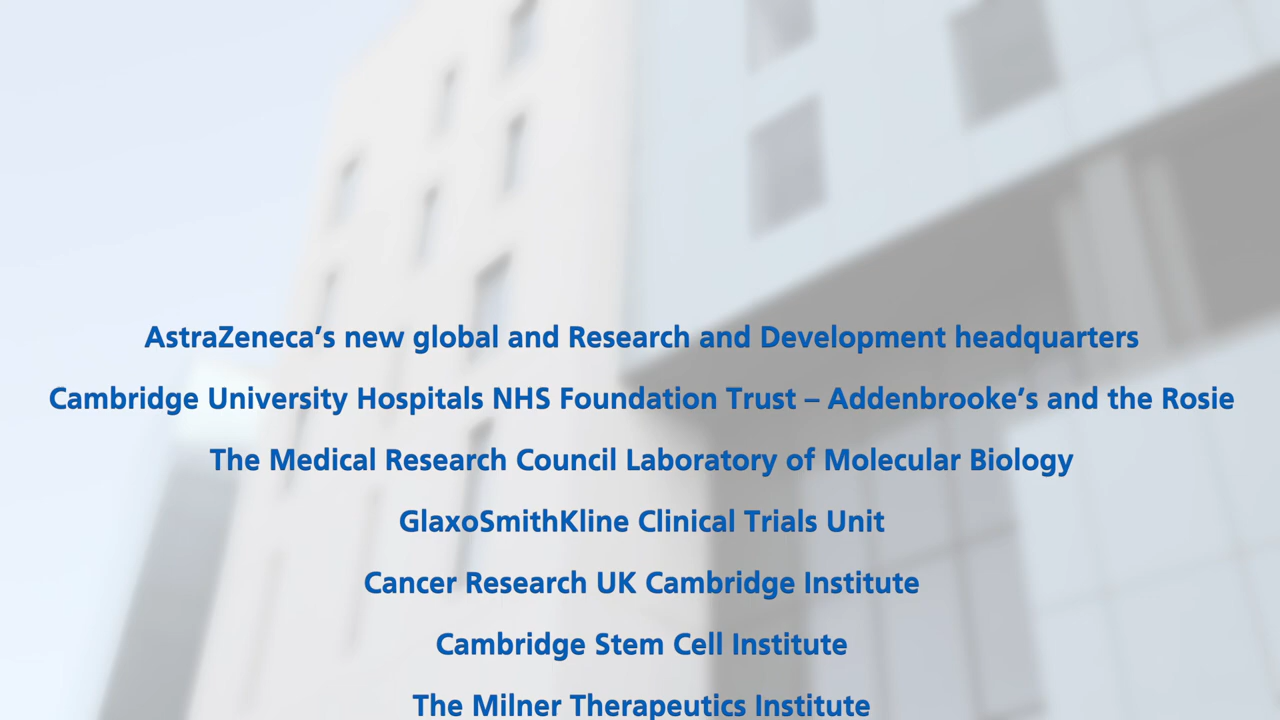 AstraZeneca’s new global and Research and Development headquarters
Cambridge University Hospitals NHS Foundation Trust – Addenbrooke’s and the Rosie
The Medical Research Council Laboratory of Molecular Biology
GlaxoSmithKline Clinical Trials Unit
Cancer Research UK Cambridge Institute
Cambridge Stem Cell Institute
The Milner Therapeutics Institute